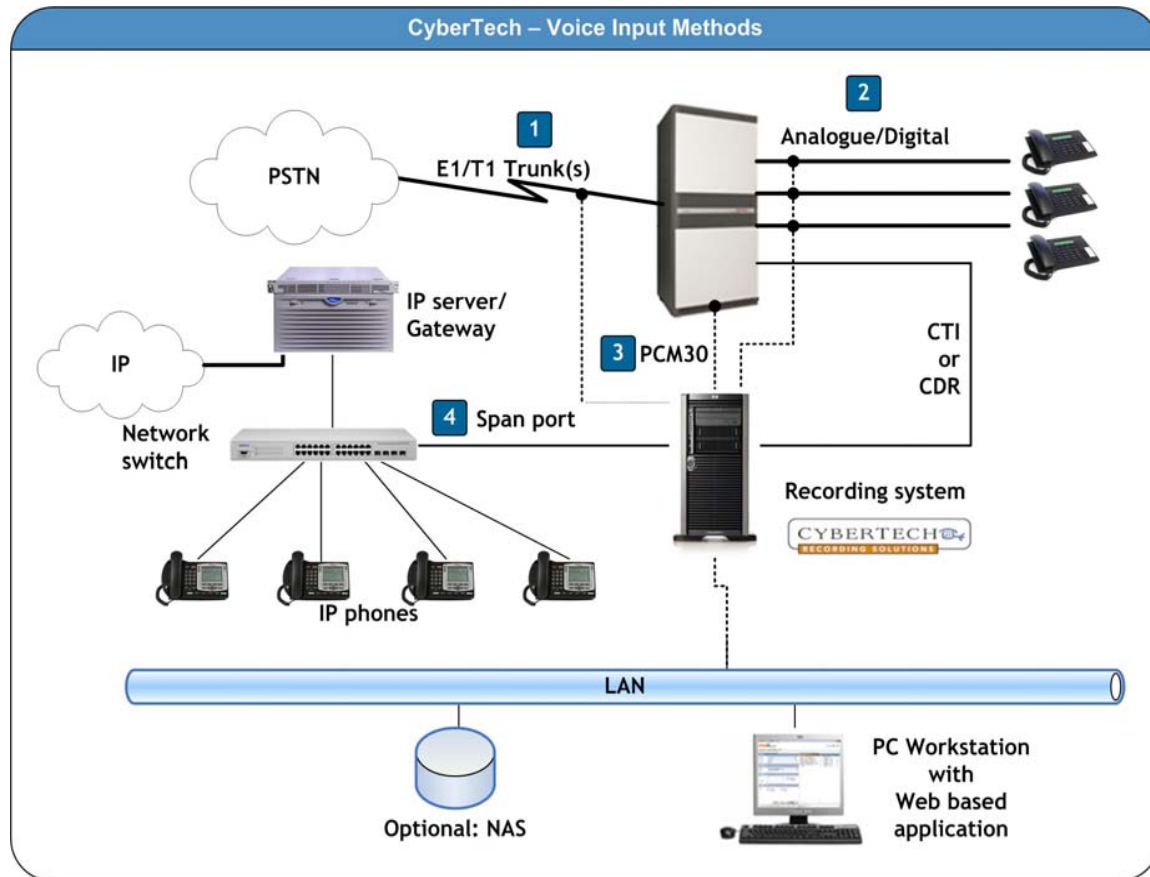 CyberTech – Voice Input Methods
2
1
Analogue/Digital
PSTN
E1/T1 Trunk(s)
IP server/
Gateway
CTI
or
CDR
3 PCM30
IP
4 Span port
Network
switch
Recording system
CYBERTECH
RECORDING SOLUTIONS
IP phones
LAN
PC Workstation
with
Web based
application
Optional: NAS